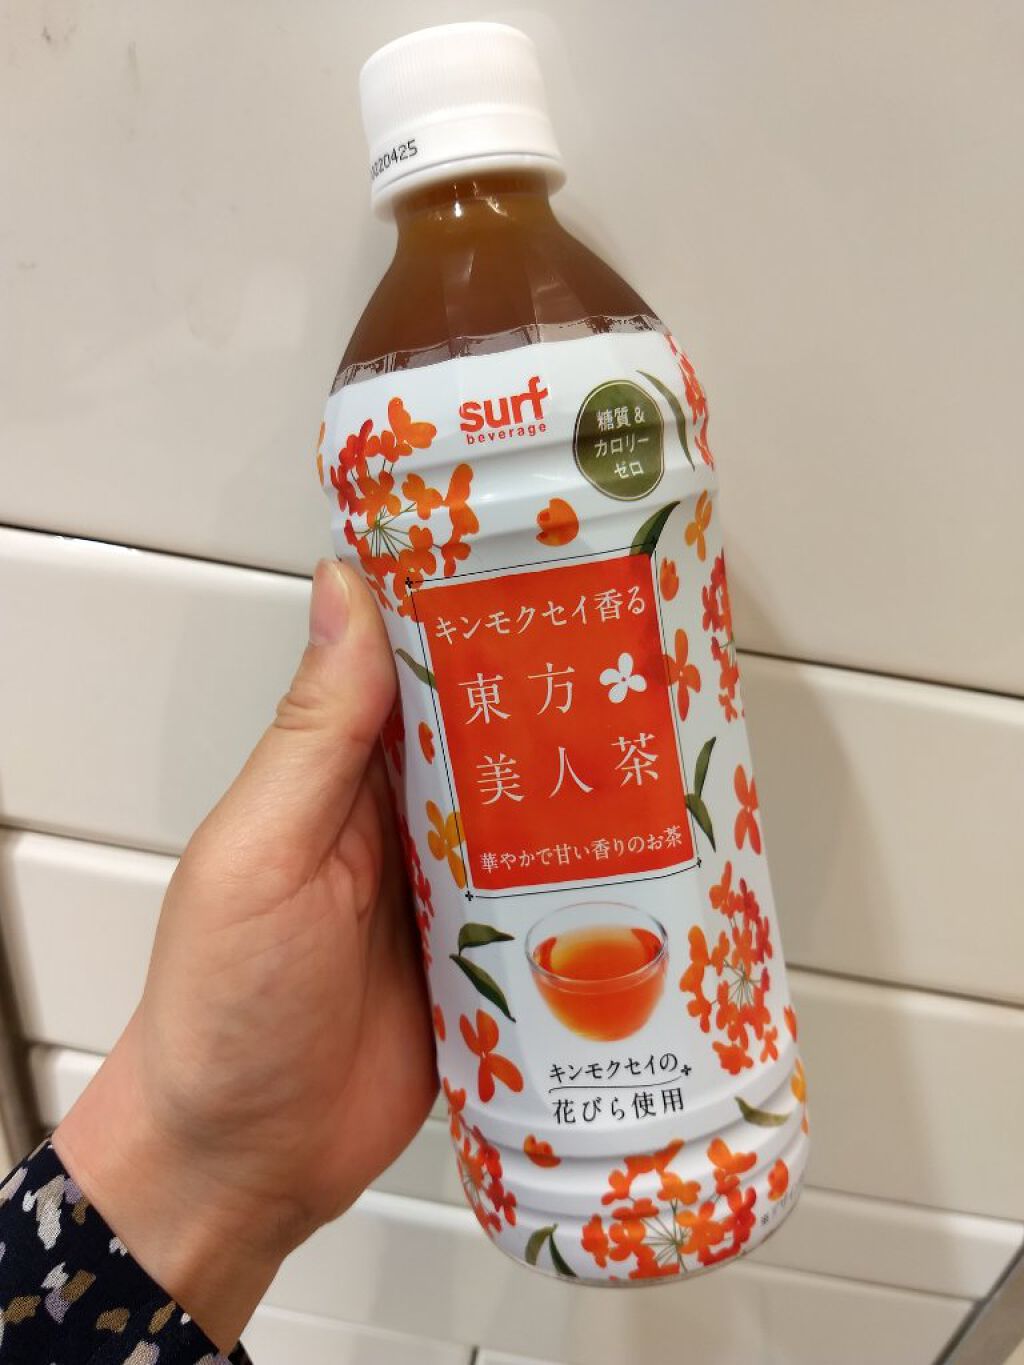 220425
surf
beverage
糖質&
カロリー
ゼロ
キンモクセイ香る
東方
美人茶
華やかで甘い香りのお茶
キンモクセイの
花びら使用